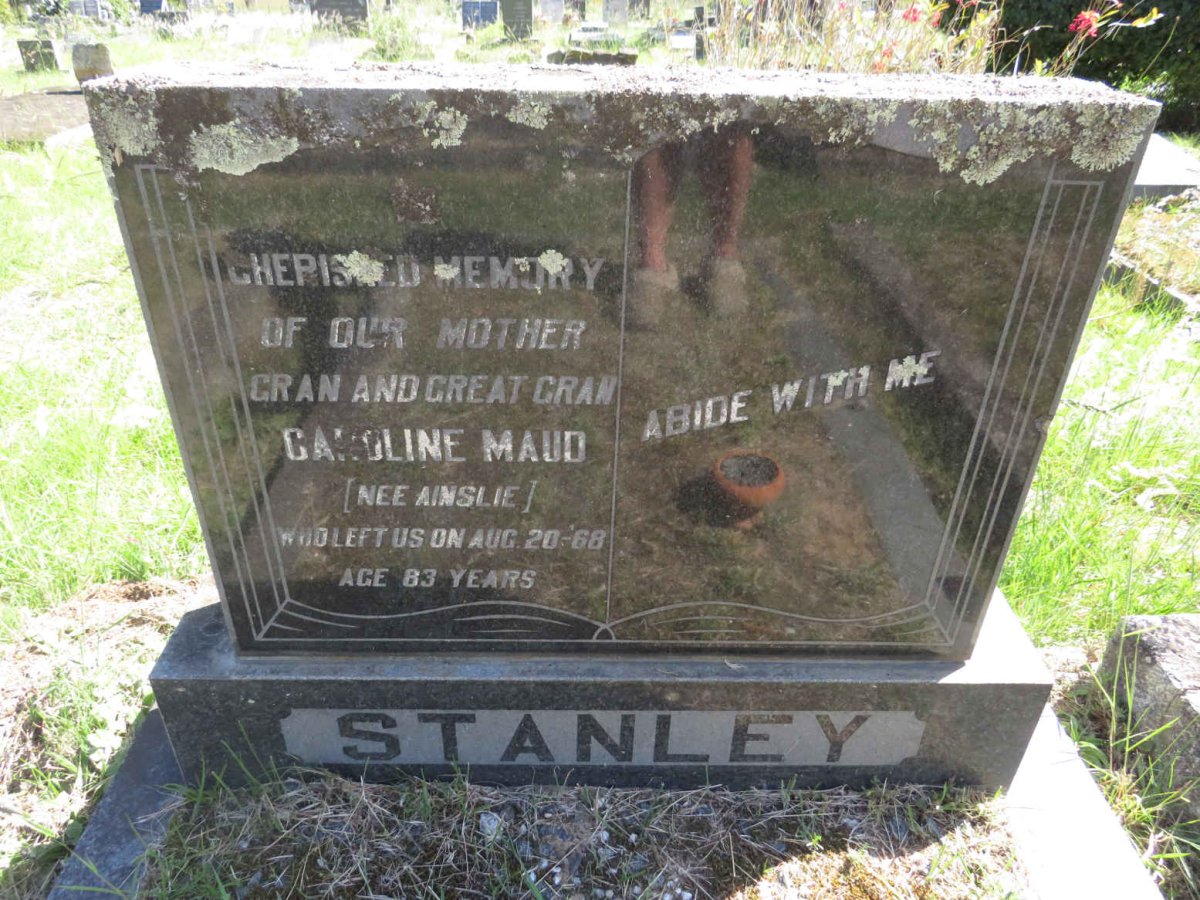 CHERISHED MEMORY
OF OUR MOTHER
GRAN AND GREAT GRAN
CAROLINE MAUD
[NEE AINSLIE]
WHO LEFT US ON AUG. 20-'68
AGE 83 YEARS
ABIDE WITH ME
STANLEY